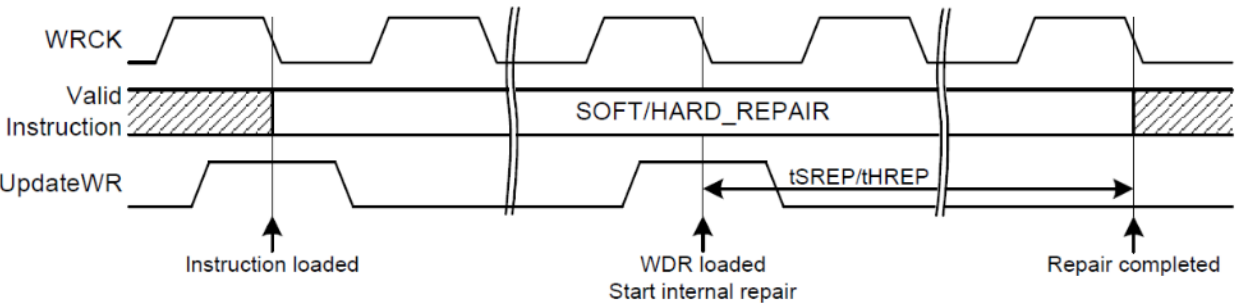 WRCK
Valid
Instruction
SOFT/HARD_REPAIR
UpdateWR
tSREP/tHREP
Instruction loaded
WDR loaded
Start internal repair
Repair completed